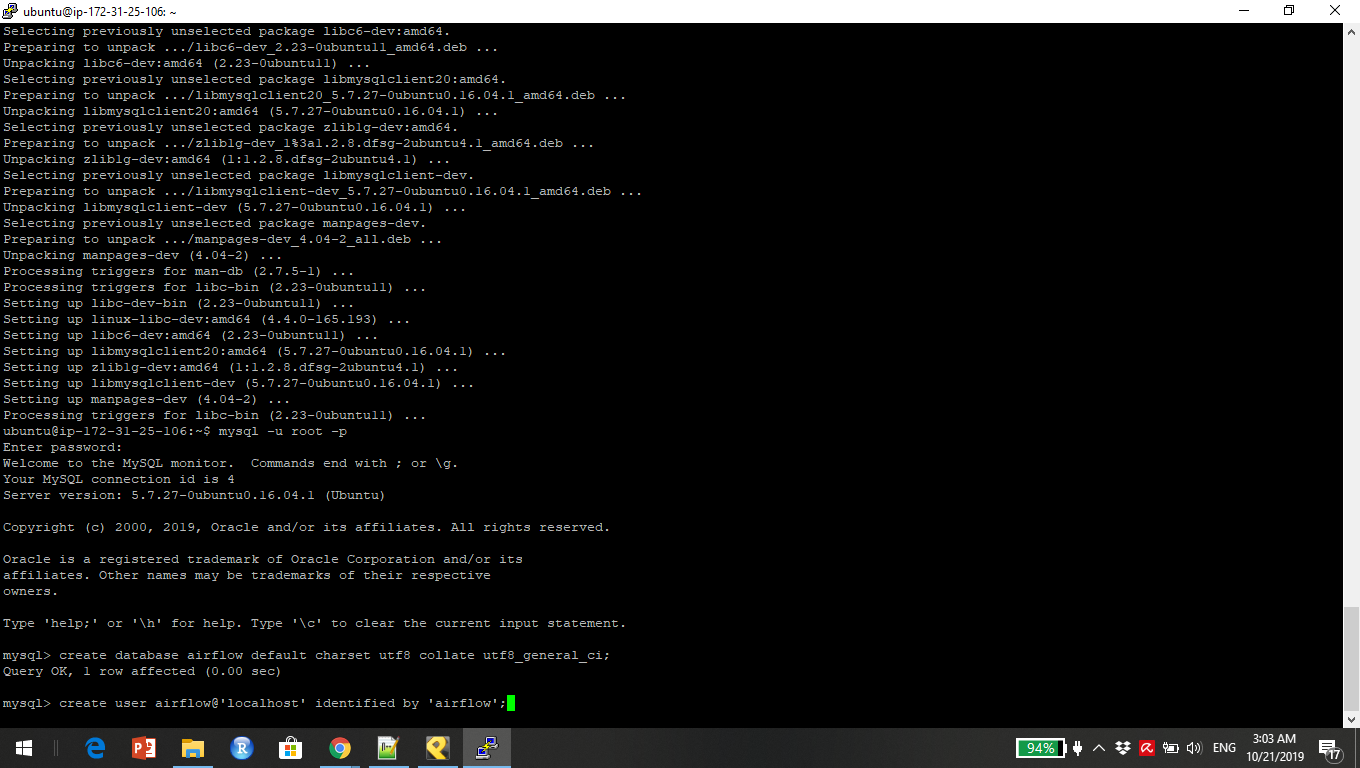 ubuntu@ip-172-31-25-106: ~
Selecting previously unselected package libc6-dev:amd64.
Preparing to unpack .../libc6-dev_2.23-0ubuntu11_amd64.deb ...
Unpacking libc6-dev:amd64 (2.23-0ubuntu11) ...
Selecting previously unselected package libmysqlclient20:amd64.
Preparing to unpack .../libmysqlclient20_5.7.27-0ubuntu0.16.04.1_amd64.deb ...
Unpacking libmysqlclient20:amd64 (5.7.27-0ubuntu0.16.04.1) ...
Selecting previously unselected package zlib1g-dev:amd64.
Preparing to unpack .../zlib1g-dev_1%3a1.2.8.dfsg-2ubuntu4.1_amd64.deb ...
Unpacking zlib1g-dev:amd64 (1:1.2.8.dfsg-2ubuntu4.1) ...
Selecting previously unselected package libmysqlclient-dev.
Preparing to unpack .../libmysqlclient-dev_5.7.27-0ubuntu0.16.04.1_amd64.deb ...
Unpacking libmysqlclient-dev (5.7.27-0ubuntu0.16.04.1) ...
Selecting previously unselected package manpages-dev.
Preparing to unpack .../manpages-dev_4.04-2_all.deb ...
Unpacking manpages-dev (4.04-2) ...
Processing triggers for man-db (2.7.5-1) ...
Processing triggers for libc-bin (2.23-0ubuntu11) ...
Setting up libc-dev-bin (2.23-0ubuntu11) ...
Setting up linux-libc-dev:amd64 (4.4.0-165.193) ...
Setting up libc6-dev:amd64 (2.23-0ubuntu11) ...
Setting up libmysqlclient20:amd64 (5.7.27-0ubuntu0.16.04.1) ...
Setting up zlib1g-dev:amd64 (1:1.2.8.dfsg-2ubuntu4.1) ...
Setting up libmysqlclient-dev (5.7.27-0ubuntu0.16.04.1) ...
Setting up manpages-dev (4.04-2) ...
Processing triggers for libc-bin (2.23-0ubuntu11) ...
ubuntu@ip-172-31-25-106:~$ mysql -u root -p
Enter password:
Welcome to the MySQL monitor.  Commands end with ; or \g.
Your MySQL connection id is 4
Server version: 5.7.27-0ubuntu0.16.04.1 (Ubuntu)
Copyright (c) 2000, 2019, Oracle and/or its affiliates. All rights reserved.
Oracle is a registered trademark of Oracle Corporation and/or its
affiliates. Other names may be trademarks of their respective
owners.
Type 'help;' or '\h' for help. Type '\c' to clear the current input statement.
mysql> create database airflow default charset utf8 collate utf8_general_ci;
Query OK, 1 row affected (0.00 sec)
mysql> create user airflow@'localhost' identified by 'airflow';
94%
ENG
3:03 AM
10/21/2019
17